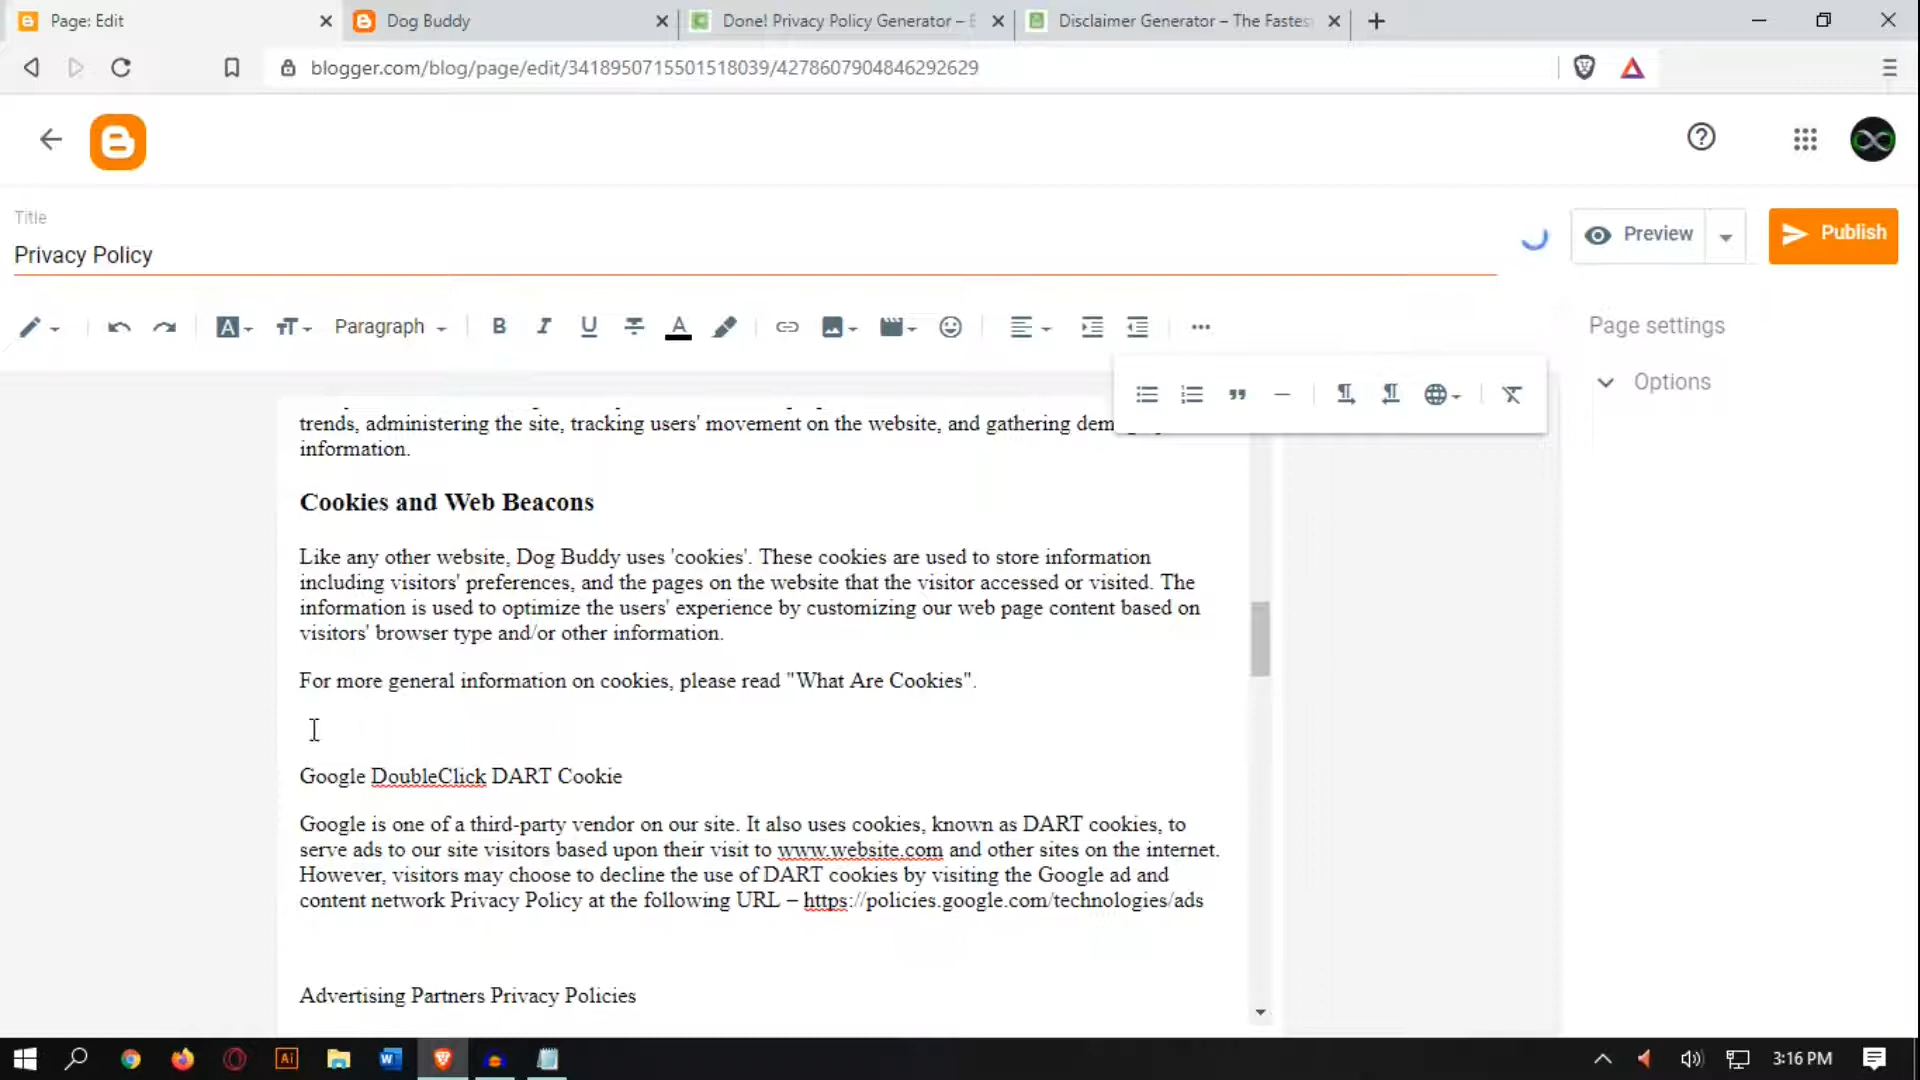 Page: Edit
Dog Buddy
Done! Privacy Policy Generator –
Disclaimer Generator – The Fastes
blogger.com/blog/page/edit/3418950715501518039/4278607904846292629
Title
Privacy Policy
Preview
Publish
Paragraph
Page settings
Options
trends, administering the site, tracking users' movement on the website, and gathering
information.
Cookies and Web Beacons
Like any other website, Dog Buddy uses 'cookies'. These cookies are used to store information
including visitors' preferences, and the pages on the website that the visitor accessed or visited. The
information is used to optimize the users' experience by customizing our web page content based on
visitors' browser type and/or other information.
For more general information on cookies, please read "What Are Cookies".
Google DoubleClick DART Cookie
Google is one of a third-party vendor on our site. It also uses cookies, known as DART cookies, to
serve ads to our site visitors based upon their visit to www.website.com and other sites on the internet.
However, visitors may choose to decline the use of DART cookies by visiting the Google ad and
content network Privacy Policy at the following URL – https://policies.google.com/technologies/ads
Advertising Partners Privacy Policies
3:16 PM